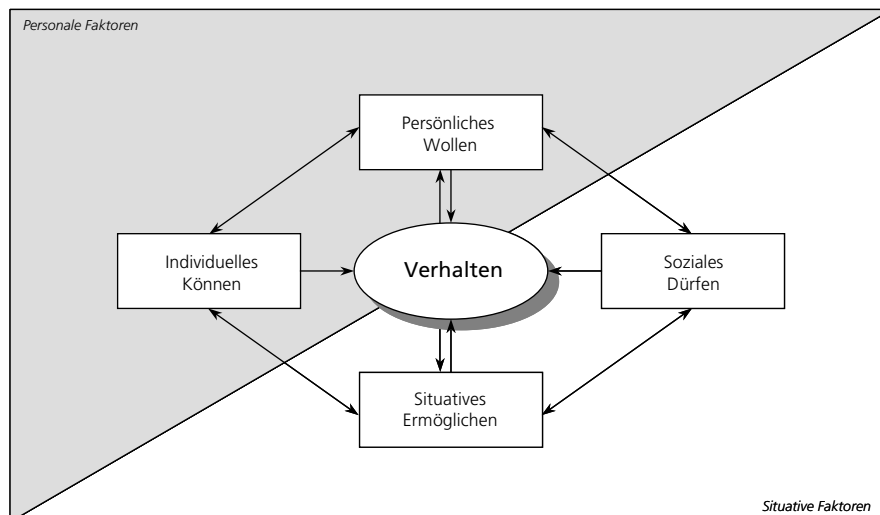 Personale Faktoren
Persönliches
Wollen
Individuelles
Können
Verhalten
Soziales
Dürfen
Situatives
Ermöglichen
Situative Faktoren